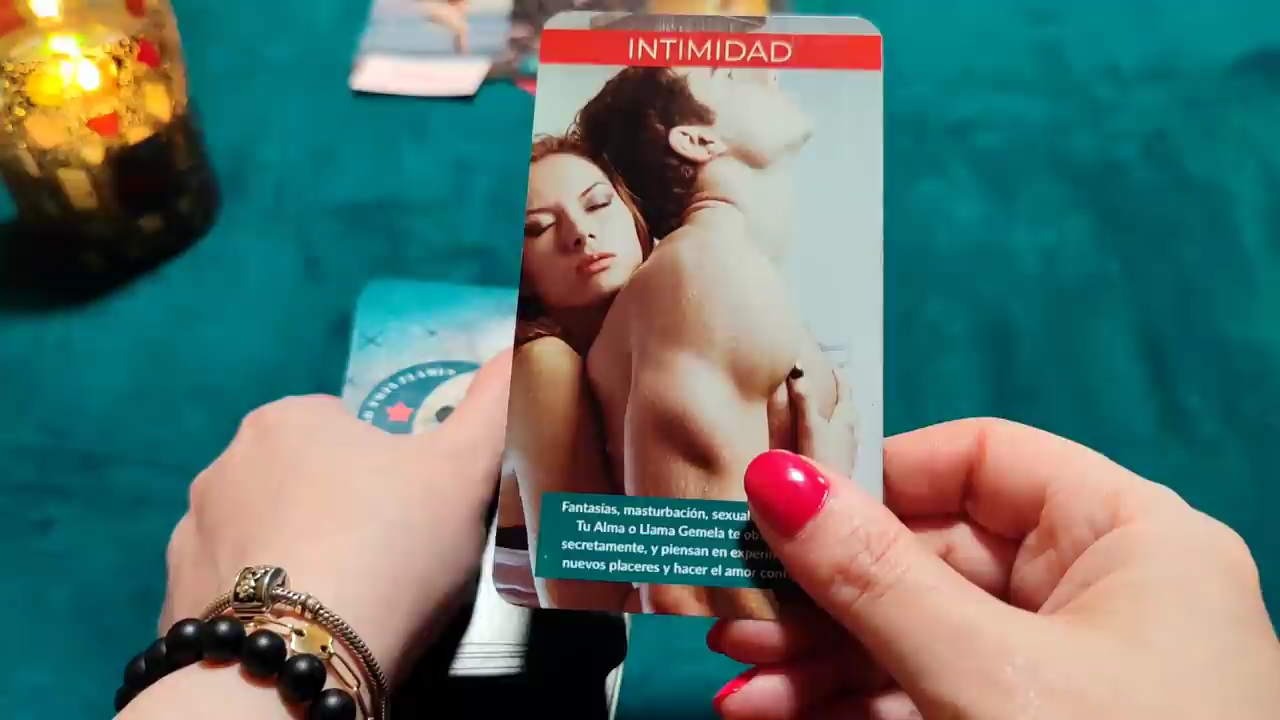 INTIMIDAD
Fantasías, masturbación, sexual
Tu Alma o Llama Gemela te
secretamente, y piensan en
nuevos placeres y hacer el amor